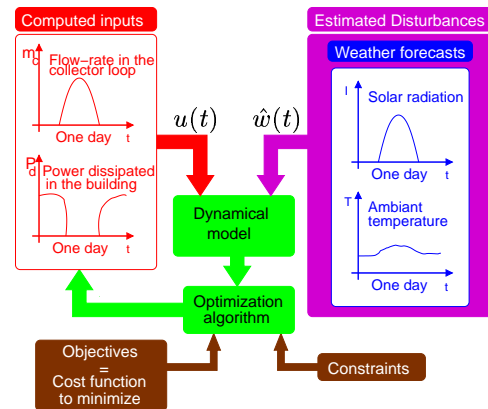 Computed inputs
m_c
Flow-rate in the
collector loop
One day t
P_d
Power dissipated
in the building
One day t
u(t)
ŵ(t)
Estimated Disturbances
Weather forecasts
I
Solar radiation
One day t
T
Ambiant
temperature
One day t
Dynamical
model
Optimization
algorithm
Objectives
=
Cost function
to minimize
Constraints